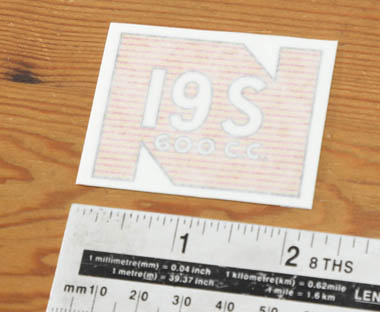 19S
600 C.C.
1 2 8 THS
1 millimetre(mm) = 0.04 inch 1 kilometre(km) = 0.62mile
1 metre(m) = 39.37 inch 1 mile = 1.6 km LEN
mm 10 20 30 40 50